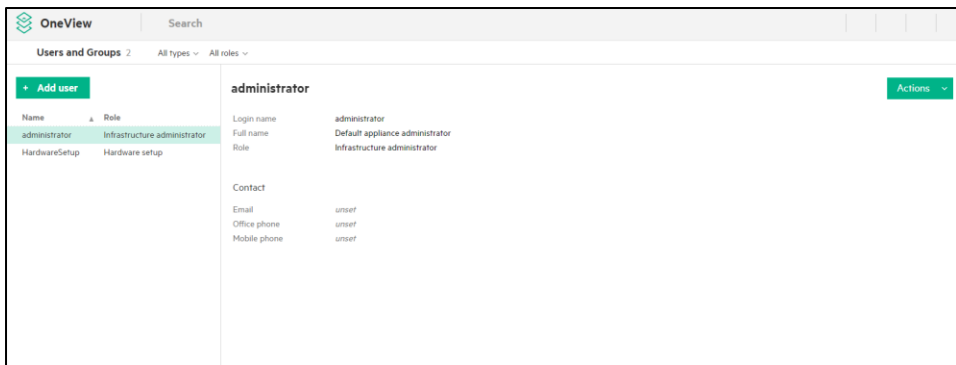 OneView Search
Users and Groups 2 All types All roles
+ Add user
Name Role
administrator Infrastructure administrator
HardwareSetup Hardware setup
administrator
Actions
Login name administrator
Full name Default appliance administrator
Role Infrastructure administrator
Contact
Email unset
Office phone unset
Mobile phone unset